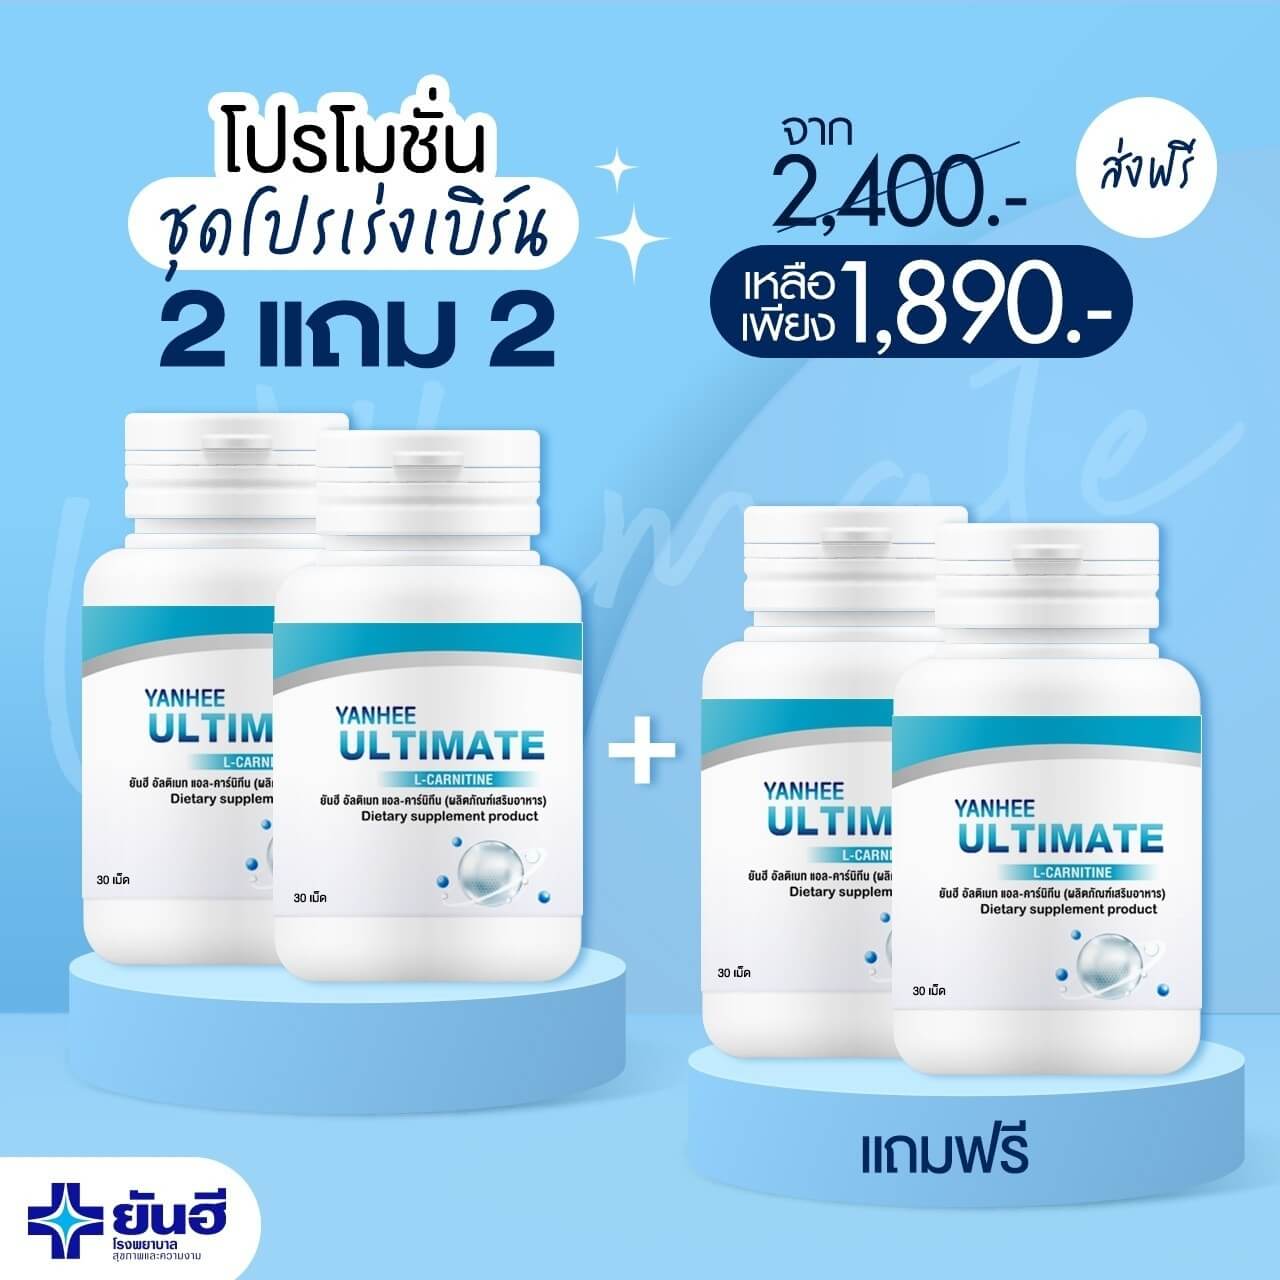 โปรโมชั่น
ชุดโปรเร่งเบิร์น
2 แถม 2
จาก
2,400.-
ส่งฟรี
เหลือ
เพียง 1,890.-
Ultimate
YANHEE
ULTIM
L-CARNI
ยันฮี อัลติเมท แอล-คาร์นิทีน (ผลิต
Dietary supplem
30 เม็ด
YANHEE
ULTIMATE
L-CARNITINE
ยันฮี อัลติเมท แอล-คาร์นิทีน (ผลิตภัณฑ์เสริมอาหาร)
Dietary supplement product
30 เม็ด
+
YANHEE
ULTIM
L-CARNI
ยันฮี อัลติเมท แอล-คาร์นิทีน (ผลิ
Dietary supplem
30 เม็ด
YANHEE
ULTIMATE
L-CARNITINE
ยันฮี อัลติเมท แอล-คาร์นิทีน (ผลิตภัณฑ์เสริมอาหาร)
Dietary supplement product
30 เม็ด
แถมฟรี
ยันฮี
โรงพยาบาล
สุขภาพและความงาม